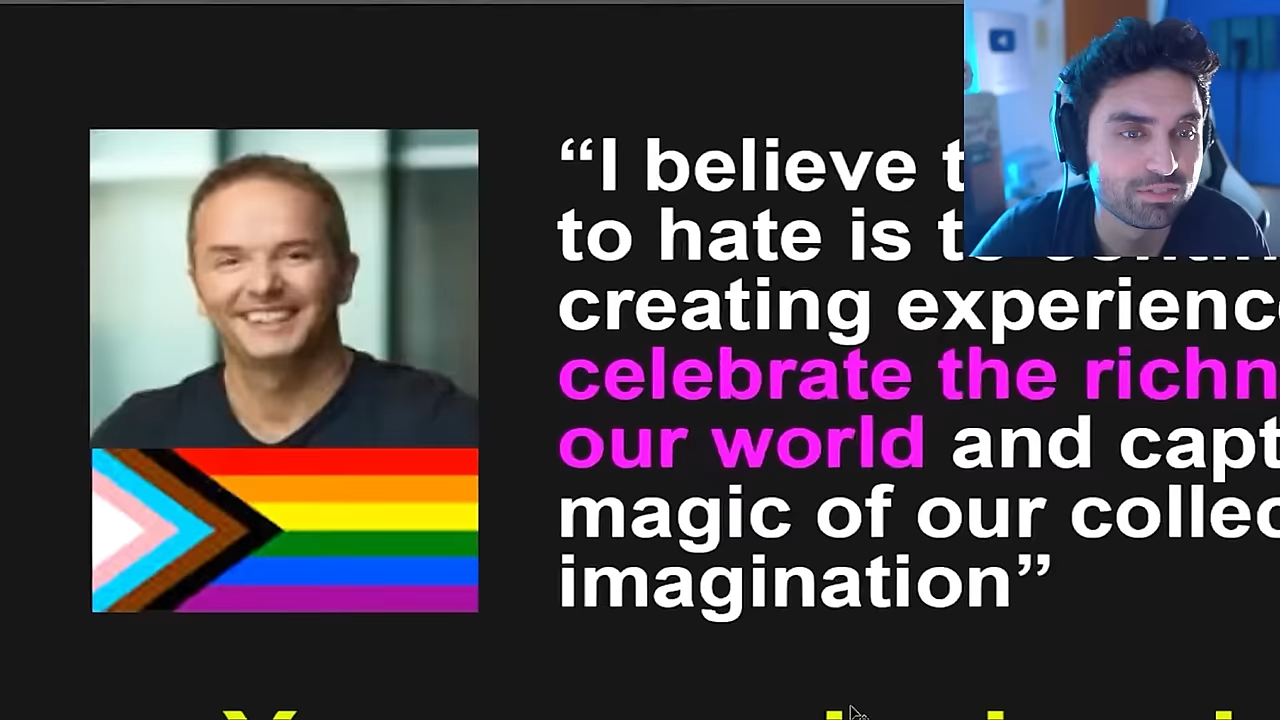 “I believe t
to hate is t
creating experienc
celebrate the richn
our world and capt
magic of our collec
imagination”